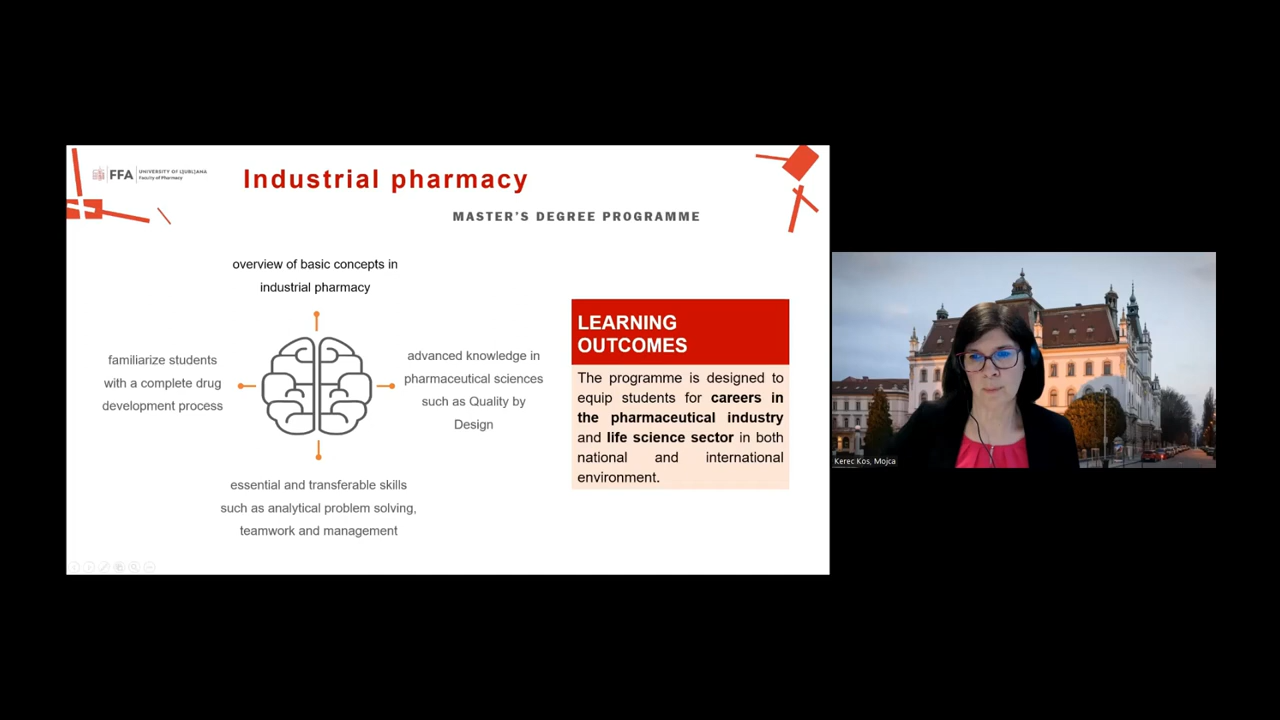 FFA
UNIVERSITY OF LJUBLJANA
Faculty of Pharmacy
Industrial pharmacy
MASTER'S DEGREE PROGRAMME
overview of basic concepts in
industrial pharmacy
familiarize students
with a complete drug
development process
advanced knowledge in
pharmaceutical sciences
such as Quality by
Design
essential and transferable skills
such as analytical problem solving,
teamwork and management
LEARNING
OUTCOMES
The programme is designed to
equip students for careers in
the pharmaceutical industry
and life science sector in both
national and international
environment.
Kerec Kos, Mojca